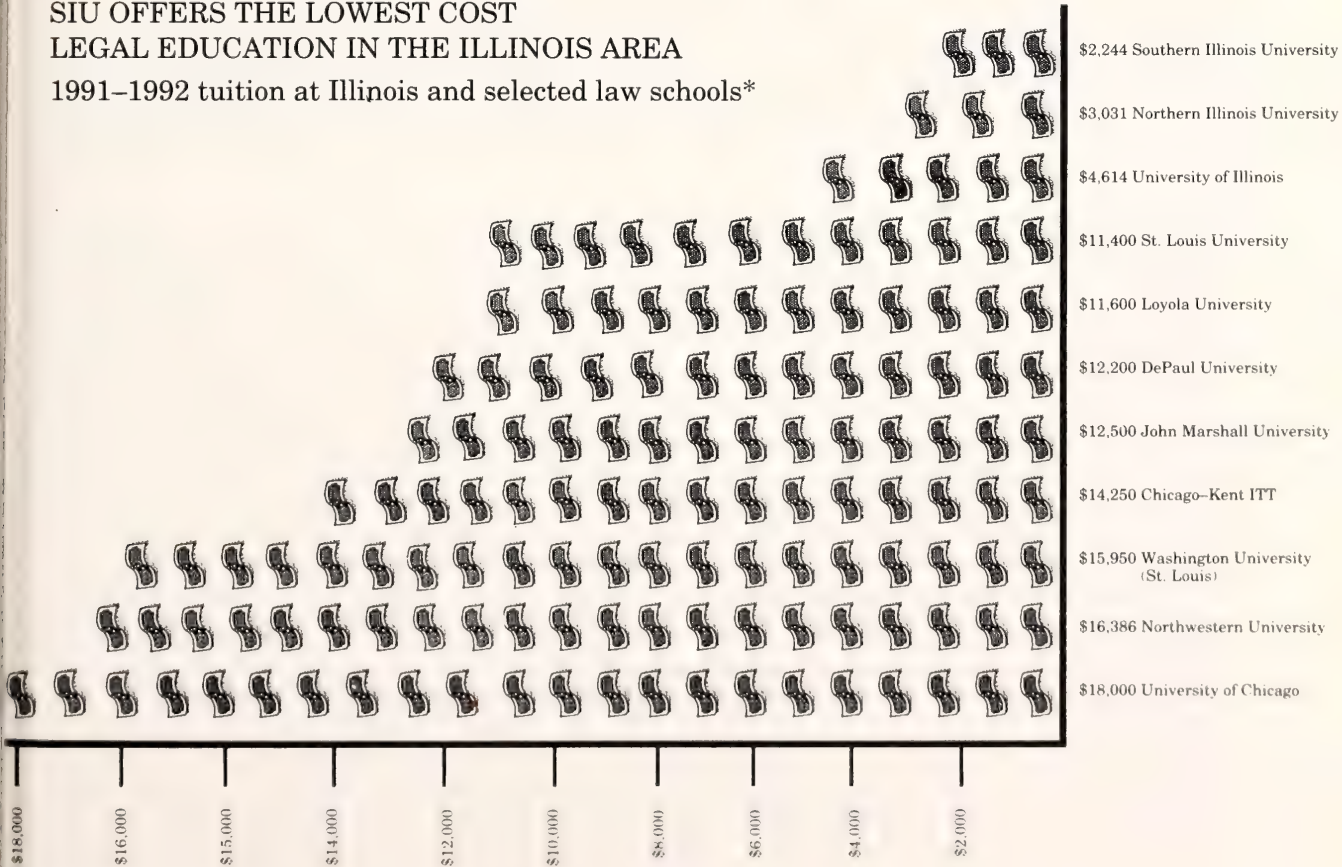 SIU OFFERS THE LOWEST COST
LEGAL EDUCATION IN THE ILLINOIS AREA
1991–1992 tuition at Illinois and selected law schools*
$2,244 Southern Illinois University
$3,031 Northern Illinois University
$4,614 University of Illinois
$11,400 St. Louis University
$11,600 Loyola University
$12,200 DePaul University
$12,500 John Marshall University
$14,250 Chicago–Kent ITT
$15,950 Washington University
(St. Louis)
$16,386 Northwestern University
$18,000 University of Chicago
$18,000
$16,000
$15,000
$14,000
$12,000
$10,000
$8,000
$6,000
$4,000
$2,000